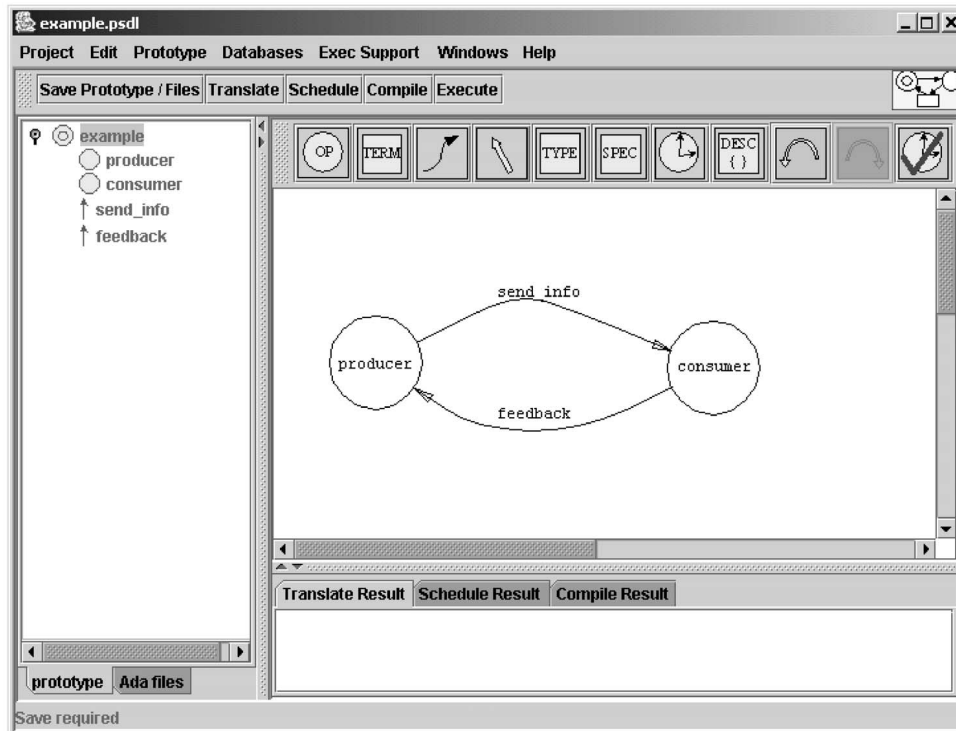 example.psdl
Project Edit Prototype Databases Exec Support Windows Help
Save Prototype / Files Translate Schedule Compile Execute
example
producer
consumer
send_info
feedback
OP TERM TYPE SPEC DESC
{ }
send info
producer
consumer
feedback
Translate Result Schedule Result Compile Result
prototype Ada files
Save required